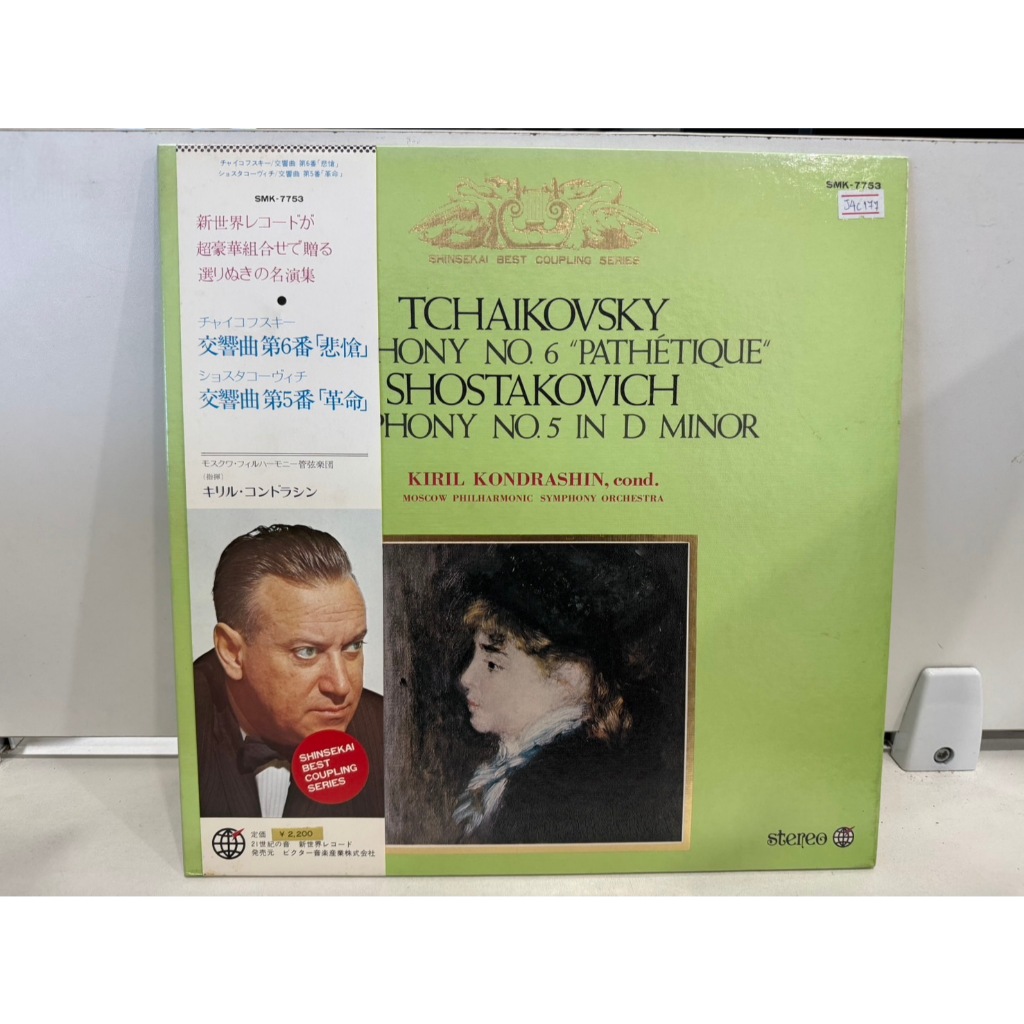 チャイコフスキー/交響曲 第6番「悲愴」
ショスタコーヴィチ/交響曲 第5番「革命」
SMK-7753
新世界レコードが
超豪華組合せで贈る
選りぬきの名演集
●
チャイコフスキー
交響曲第6番「悲愴」
ショスタコーヴィチ
交響曲第5番「革命」
モスクワ・フィルハーモニー管弦楽団
(指揮)
キリル・コンドラシン
SHINSEKAI
BEST
COUPLING
SERIES
定価 ¥2,200
21世紀の音 新世界レコード
発売元 ビクター音楽産業株式会社
SMK-7753
J4C177
SHINSEKAI BEST COUPLING SERIES
TCHAIKOVSKY
HONY NO. 6 "PATHÉTIQUE"
SHOSTAKOVICH
PHONY NO. 5 IN D MINOR
KIRIL KONDRASHIN, cond.
MOSCOW PHILHARMONIC SYMPHONY ORCHESTRA
stereo